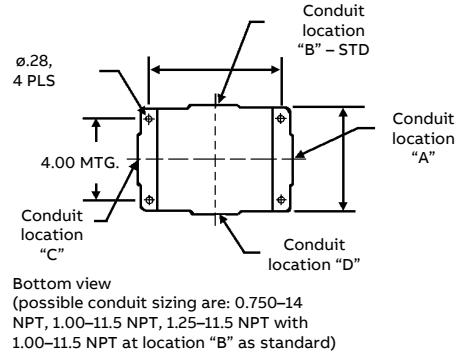 Conduit
location
“B” – STD
ø.28,
4 PLS
Conduit
location
“A”
4.00 MTG.
Conduit
location
“C”
Conduit
location “D”
Bottom view
(possible conduit sizing are: 0.750–14
NPT, 1.00–11.5 NPT, 1.25–11.5 NPT with
1.00–11.5 NPT at location “B” as standard)